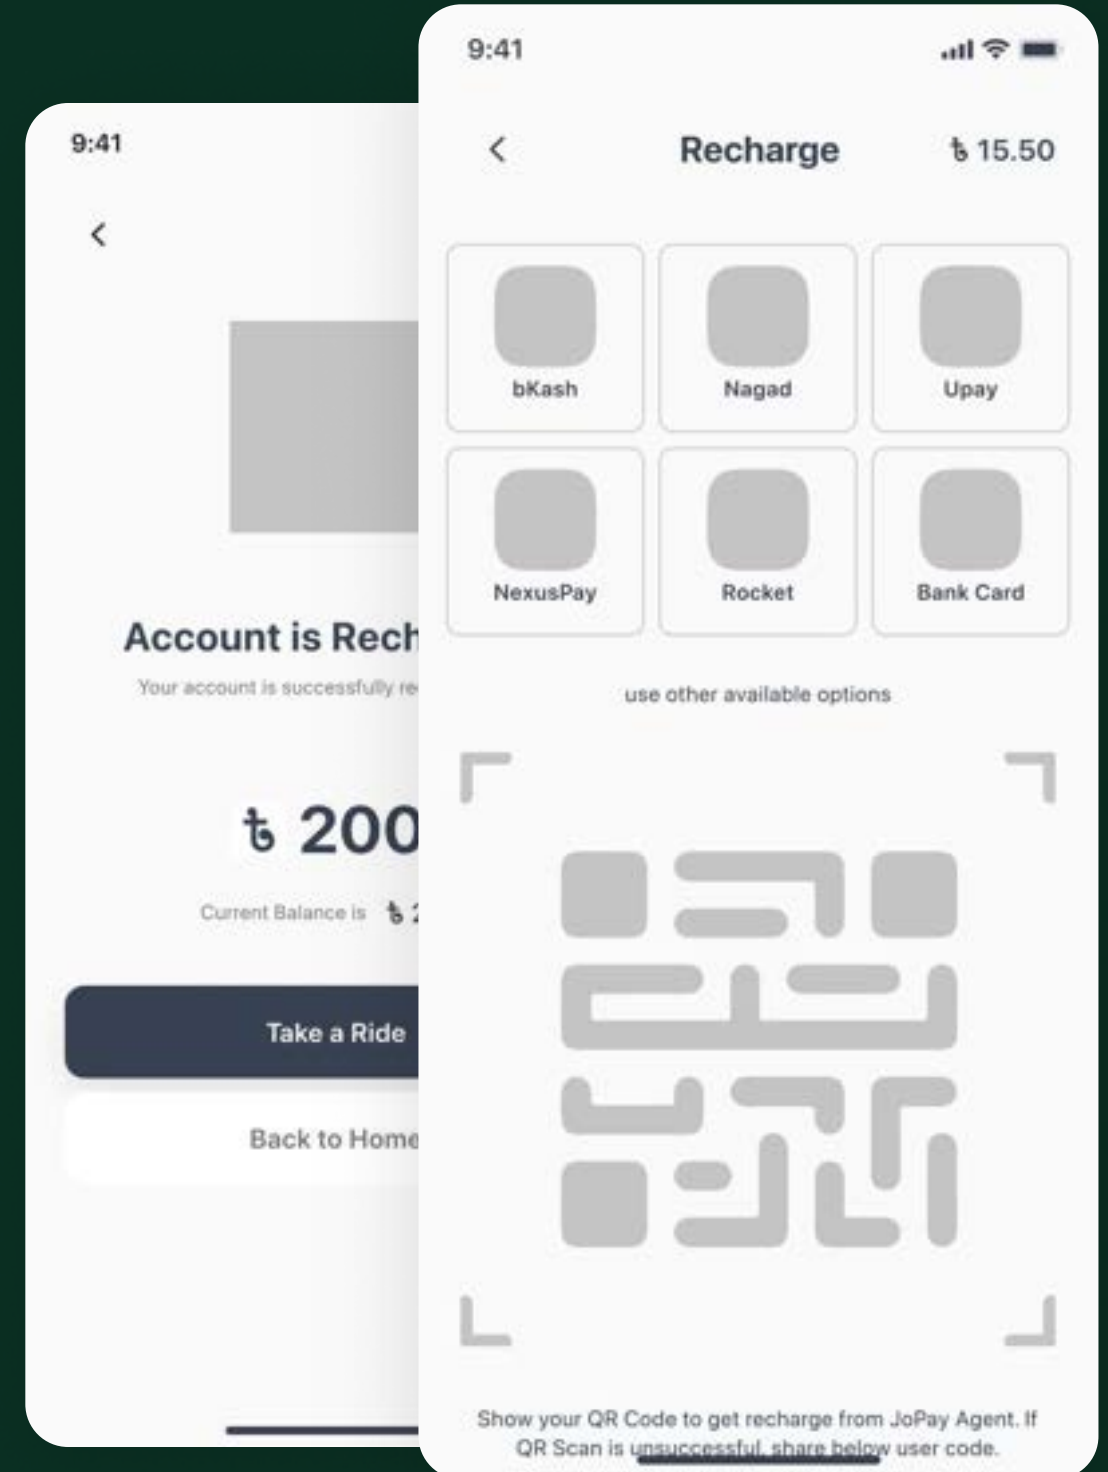 9:41
Account is Rech
Your account is successfully re
৳ 200
Current Balance is ৳ 2
Take a Ride
Back to Home
9:41
Recharge ৳ 15.50
bKash Nagad Upay
NexusPay Rocket Bank Card
use other available options
Show your QR Code to get recharge from JoPay Agent. If
QR Scan is unsuccessful, share below user code.